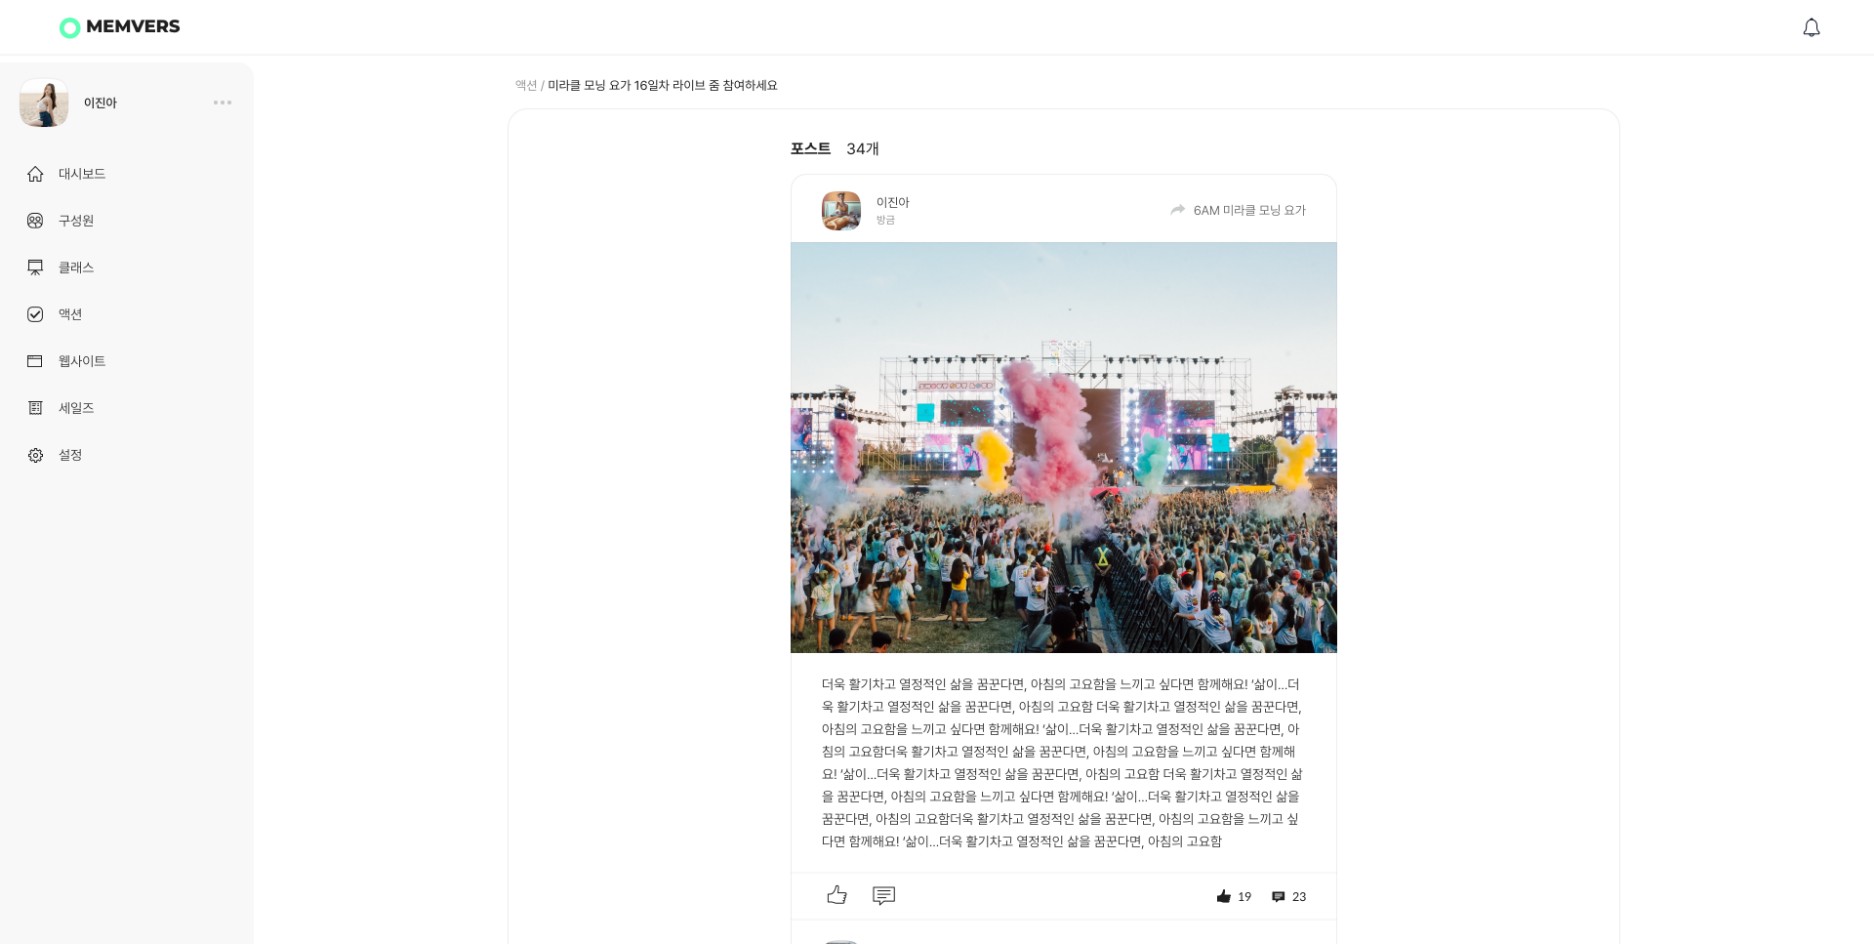 MEMVERS
이진아
대시보드
구성원
클래스
액션
웹사이트
세일즈
설정
액션 / 미라클 모닝 요가 16일차 라이브 줌 참여하세요
포스트 34개
이진아
방금
6AM 미라클 모닝 요가
더욱 활기차고 열정적인 삶을 꿈꾼다면, 아침의 고요함을 느끼고 싶다면 함께해요! ‘삶이...더
욱 활기차고 열정적인 삶을 꿈꾼다면, 아침의 고요함 더욱 활기차고 열정적인 삶을 꿈꾼다면,
아침의 고요함을 느끼고 싶다면 함께해요! ‘삶이...더욱 활기차고 열정적인 삶을 꿈꾼다면, 아
침의 고요함더욱 활기차고 열정적인 삶을 꿈꾼다면, 아침의 고요함을 느끼고 싶다면 함께해
요! ‘삶이...더욱 활기차고 열정적인 삶을 꿈꾼다면, 아침의 고요함 더욱 활기차고 열정적인 삶
을 꿈꾼다면, 아침의 고요함을 느끼고 싶다면 함께해요! ‘삶이...더욱 활기차고 열정적인 삶을
꿈꾼다면, 아침의 고요함더욱 활기차고 열정적인 삶을 꿈꾼다면, 아침의 고요함을 느끼고 싶
다면 함께해요! ‘삶이...더욱 활기차고 열정적인 삶을 꿈꾼다면, 아침의 고요함
19 23